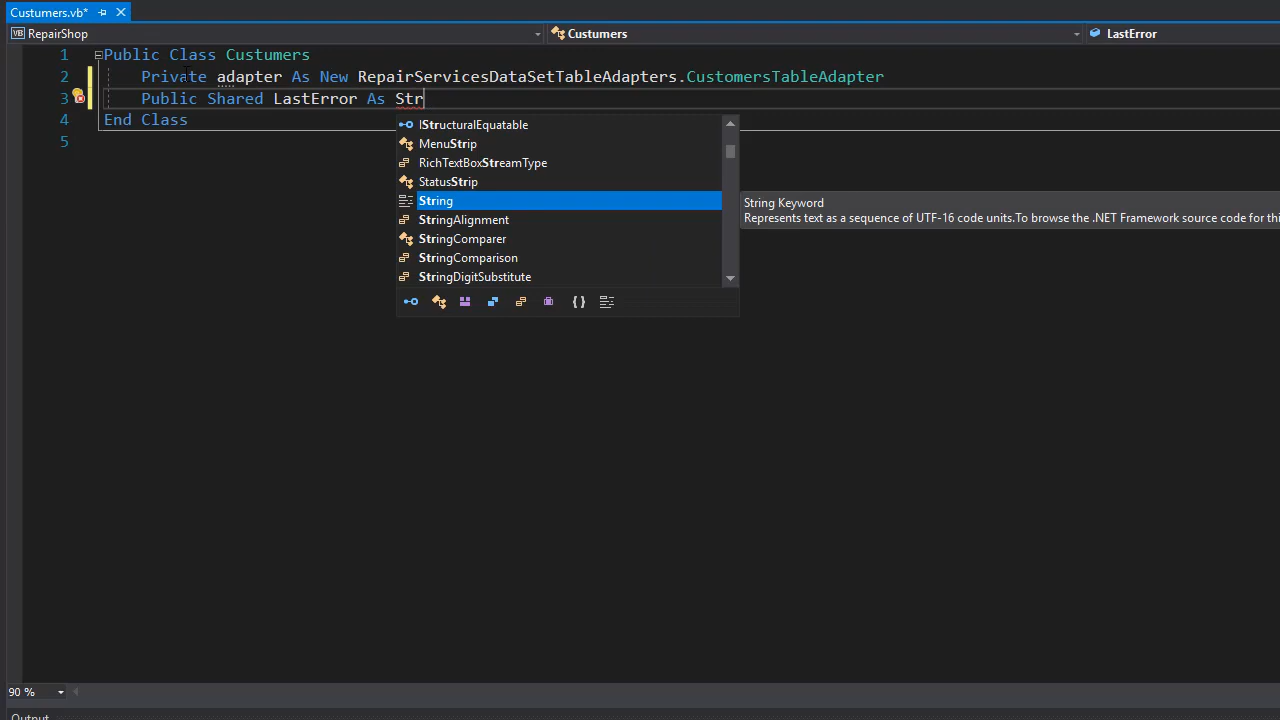 Custumers.vb*
VB RepairShop Custumers LastError
1 Public Class Custumers
2 Private adapter As New RepairServicesDataSetTableAdapters.CustomersTableAdapter
3 Public Shared LastError As Str
4 End Class
5
IStructuralEquatable
MenuStrip
RichTextBoxStreamType
StatusStrip
String
StringAlignment
StringComparer
StringComparison
StringDigitSubstitute
String Keyword
Represents text as a sequence of UTF-16 code units.To browse the .NET Framework source code for thi
90 %
Output